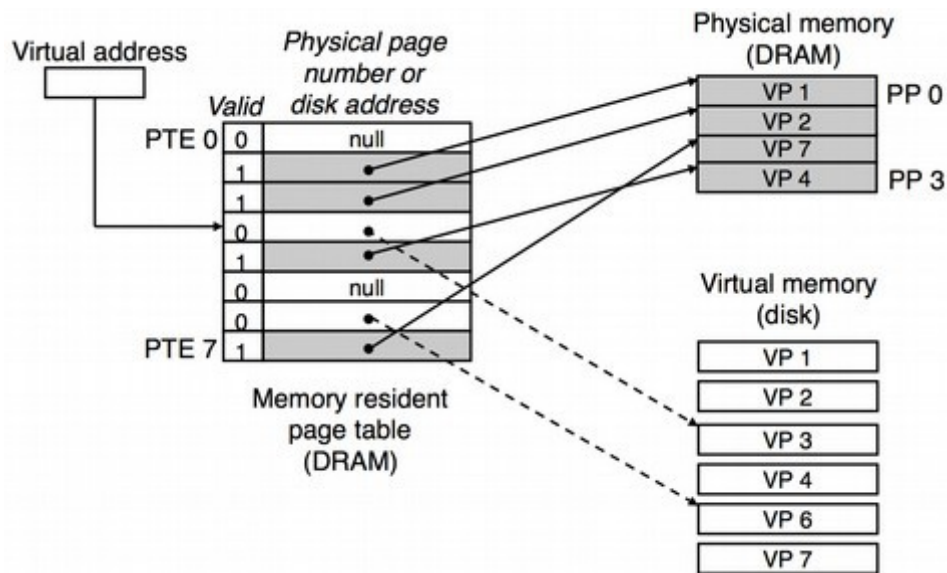 Virtual address
Physical page
number or
disk address
Valid
PTE 0
0
null
1
1
0
1
0
null
0
PTE 7
1
Memory resident
page table
(DRAM)
Physical memory
(DRAM)
VP 1
PP 0
VP 2
VP 7
VP 4
PP 3
Virtual memory
(disk)
VP 1
VP 2
VP 3
VP 4
VP 6
VP 7